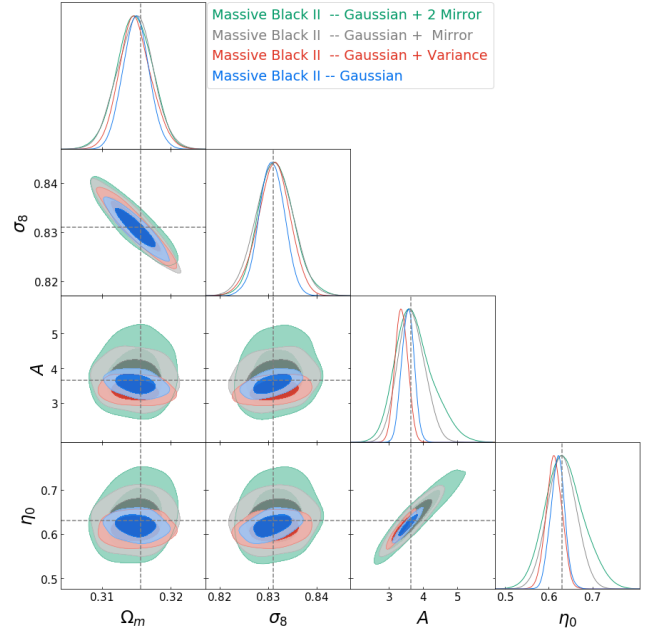 Massive Black II -- Gaussian + 2 Mirror
Massive Black II -- Gaussian + Mirror
Massive Black II -- Gaussian + Variance
Massive Black II -- Gaussian
0.84
0.83
0.82
σ8
5
4
3
A
0.7
0.6
0.5
η0
0.31 0.32
0.82 0.83 0.84
3 4 5
0.5 0.6 0.7
Ωm σ8 A η0